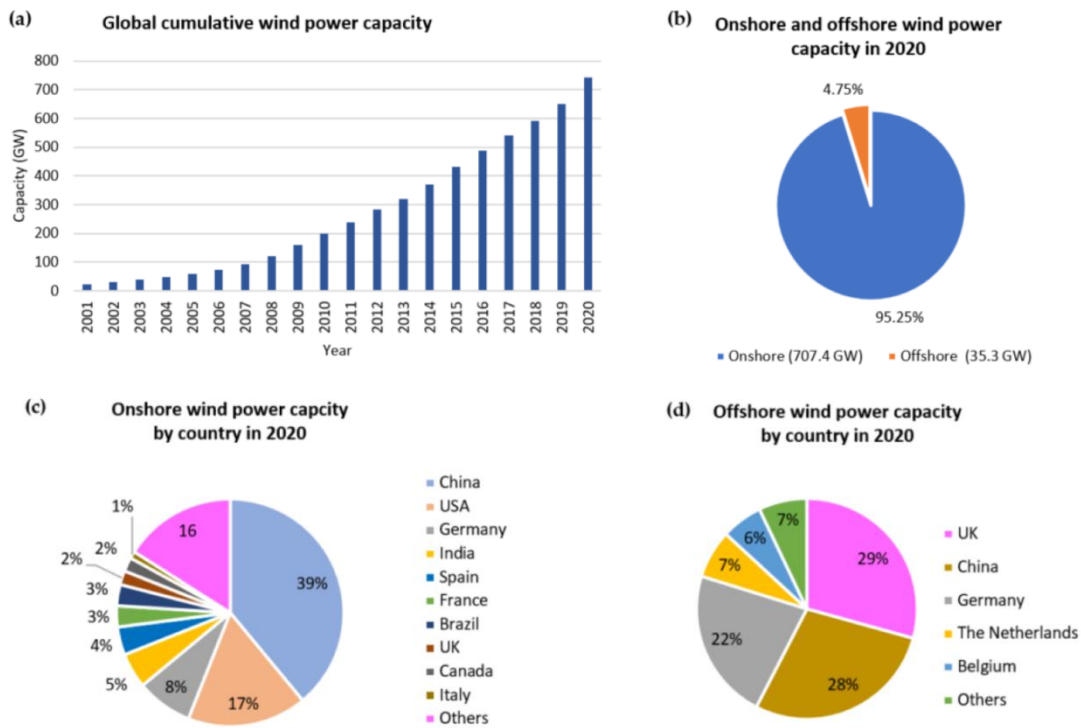 (a)
Global cumulative wind power capacity
800
700
600
500
400
300
200
100
0
Capacity (GW)
2001
2002
2003
2004
2005
2006
2007
2008
2009
2010
2011
2012
2013
2014
2015
2016
2017
2018
2019
2020
Year
(b)
Onshore and offshore wind power
capacity in 2020
4.75%
95.25%
Onshore (707.4 GW)
Offshore (35.3 GW)
(c)
Onshore wind power capcity
by country in 2020
39%
17%
8%
5%
4%
3%
3%
2%
2%
1%
16
China
USA
Germany
India
Spain
France
Brazil
UK
Canada
Italy
Others
(d)
Offshore wind power capacity
by country in 2020
29%
28%
22%
7%
6%
7%
UK
China
Germany
The Netherlands
Belgium
Others